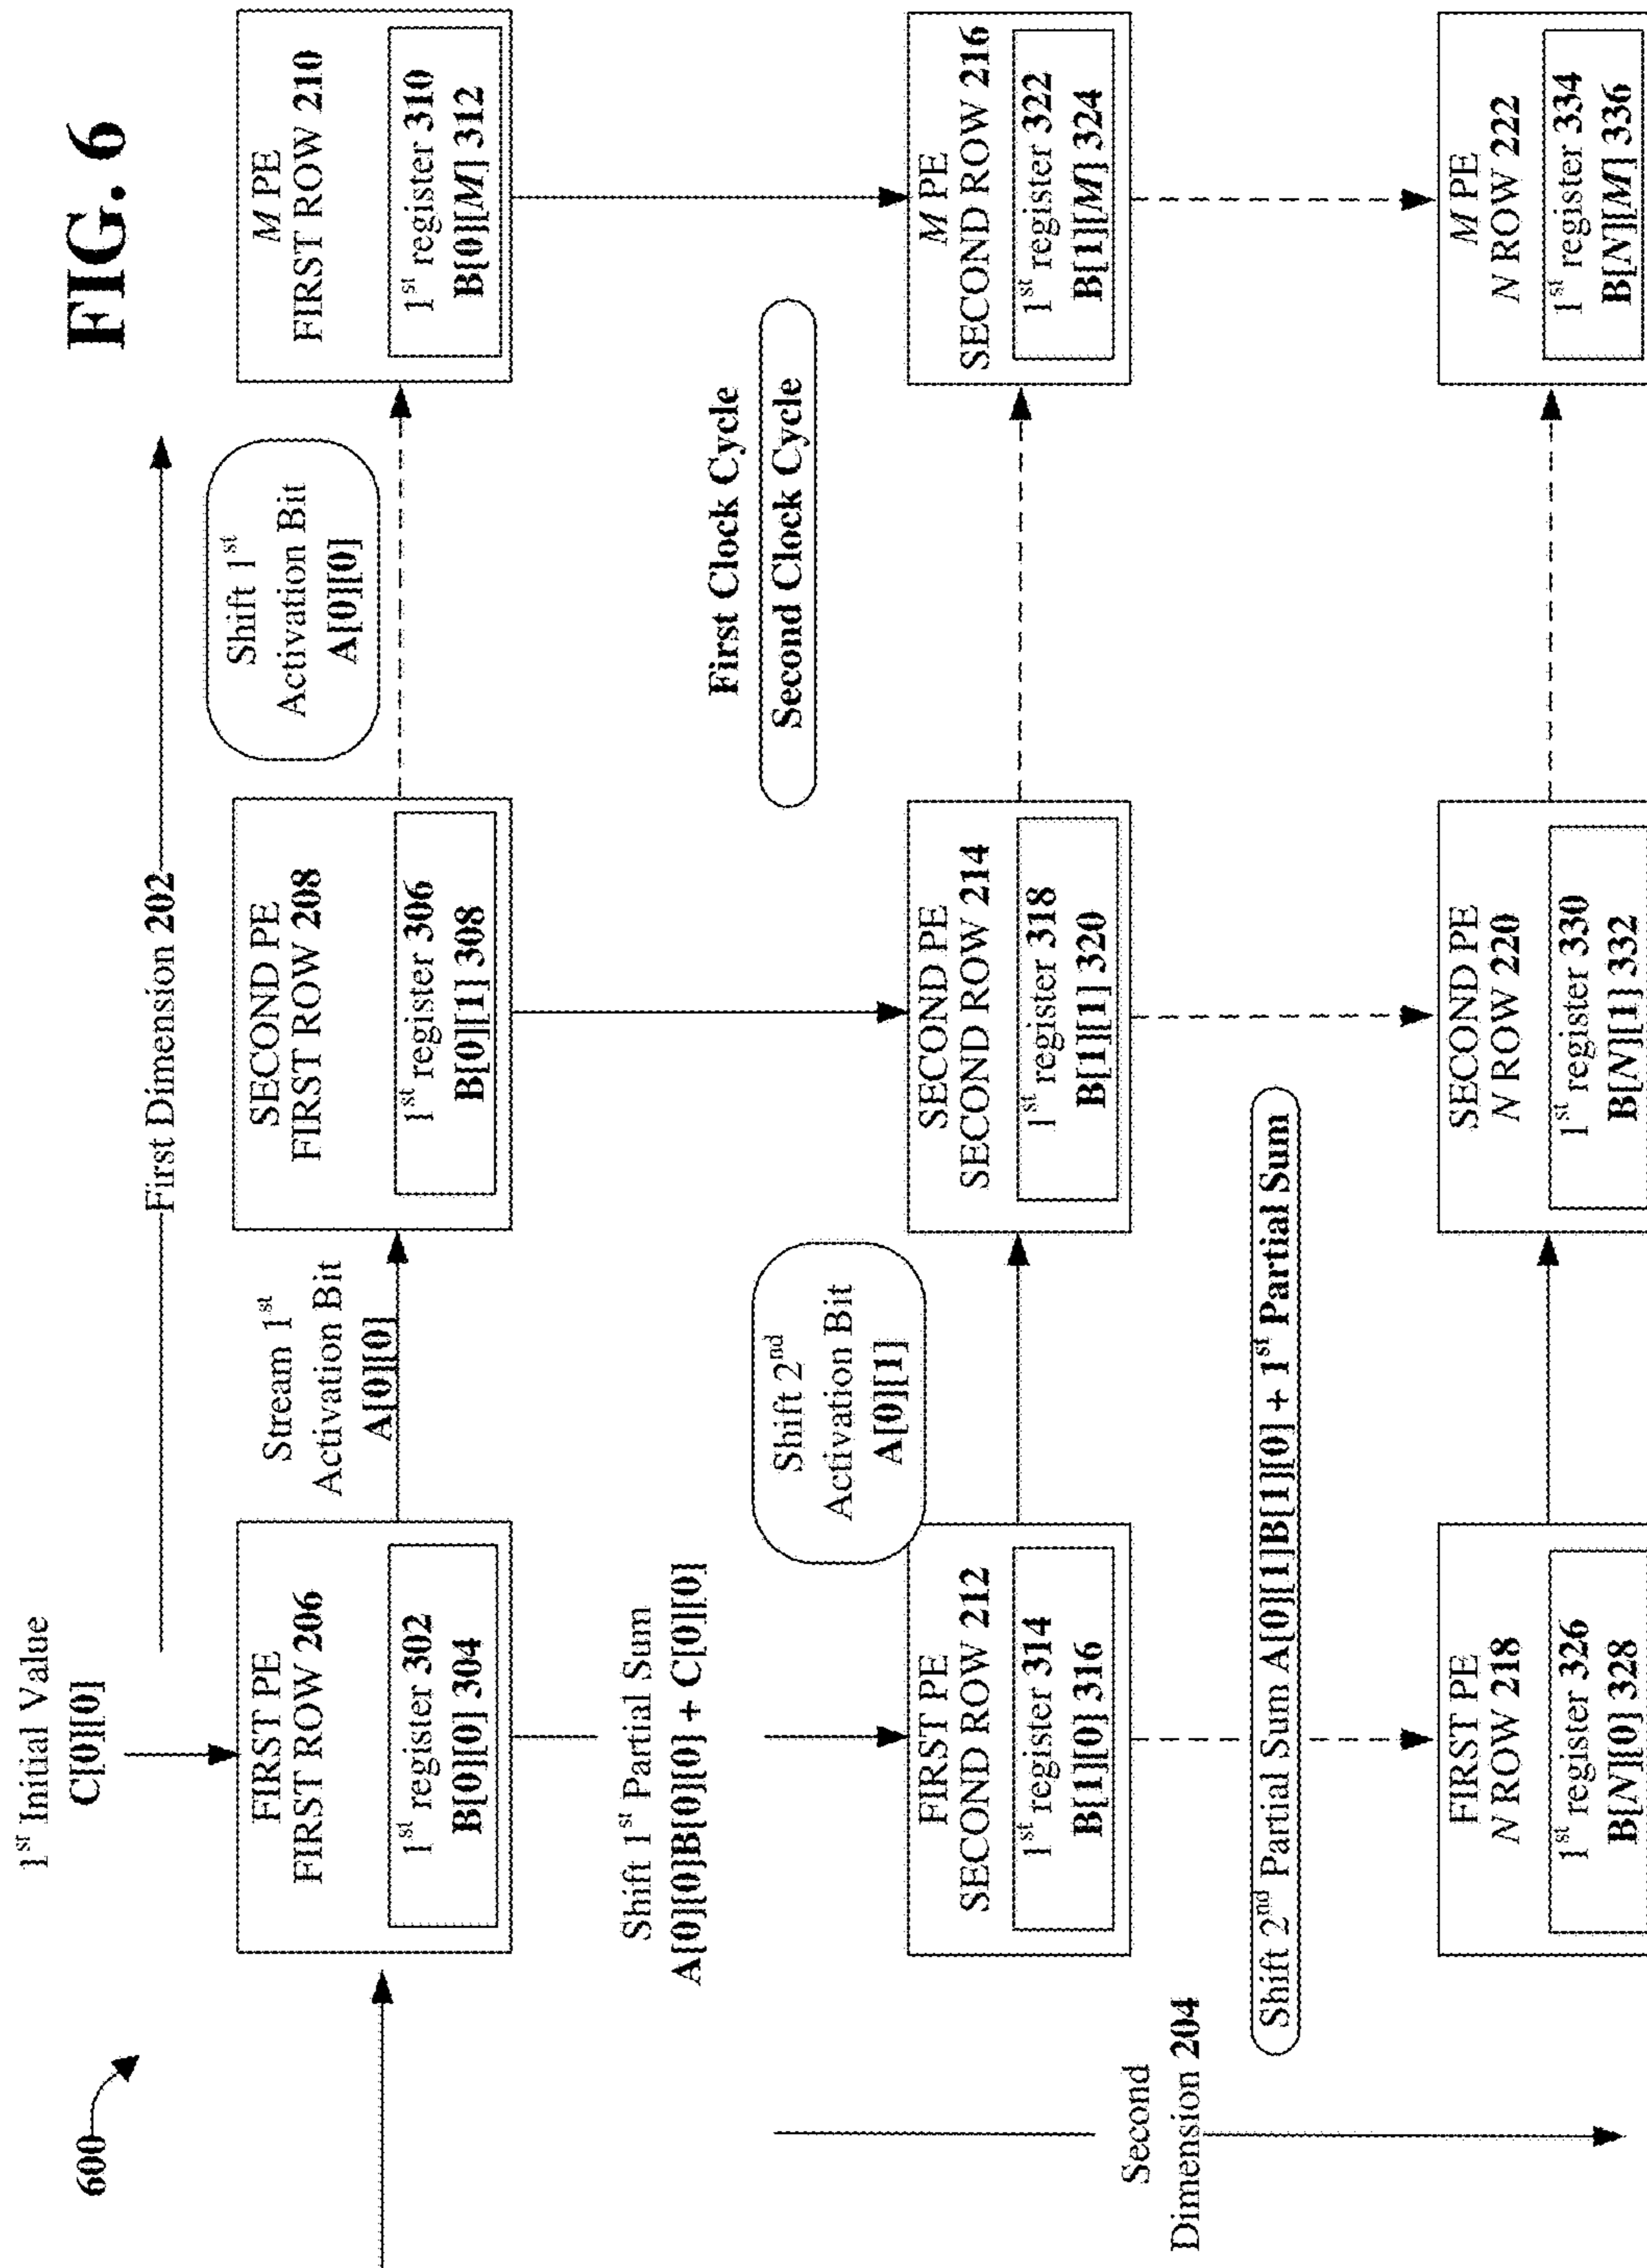 FIG. 6
600
1st Initial Value
C[0][0]
First Dimension 202
FIRST PE
FIRST ROW 206
1st register 302
B[0][0] 304
Stream 1st
Activation Bit
A[0][0]
SECOND PE
FIRST ROW 208
1st register 306
B[0][1] 308
Shift 1st
Activation Bit
A[0][0]
M PE
FIRST ROW 210
1st register 310
B[0][M] 312
Shift 1st Partial Sum
A[0][0]B[0][0] + C[0][0]
First Clock Cycle
Second Clock Cycle
Second
Dimension 204
FIRST PE
SECOND ROW 212
1st register 314
B[1][0] 316
Shift 2nd
Activation Bit
A[0][1]
SECOND PE
SECOND ROW 214
1st register 318
B[1][1] 320
M PE
SECOND ROW 216
1st register 322
B[1][M] 324
Shift 2nd Partial Sum A[0][1]B[1][0] + 1st Partial Sum
FIRST PE
N ROW 218
1st register 326
B[N][0] 328
SECOND PE
N ROW 220
1st register 330
B[N][1] 332
M PE
N ROW 222
1st register 334
B[N][M] 336